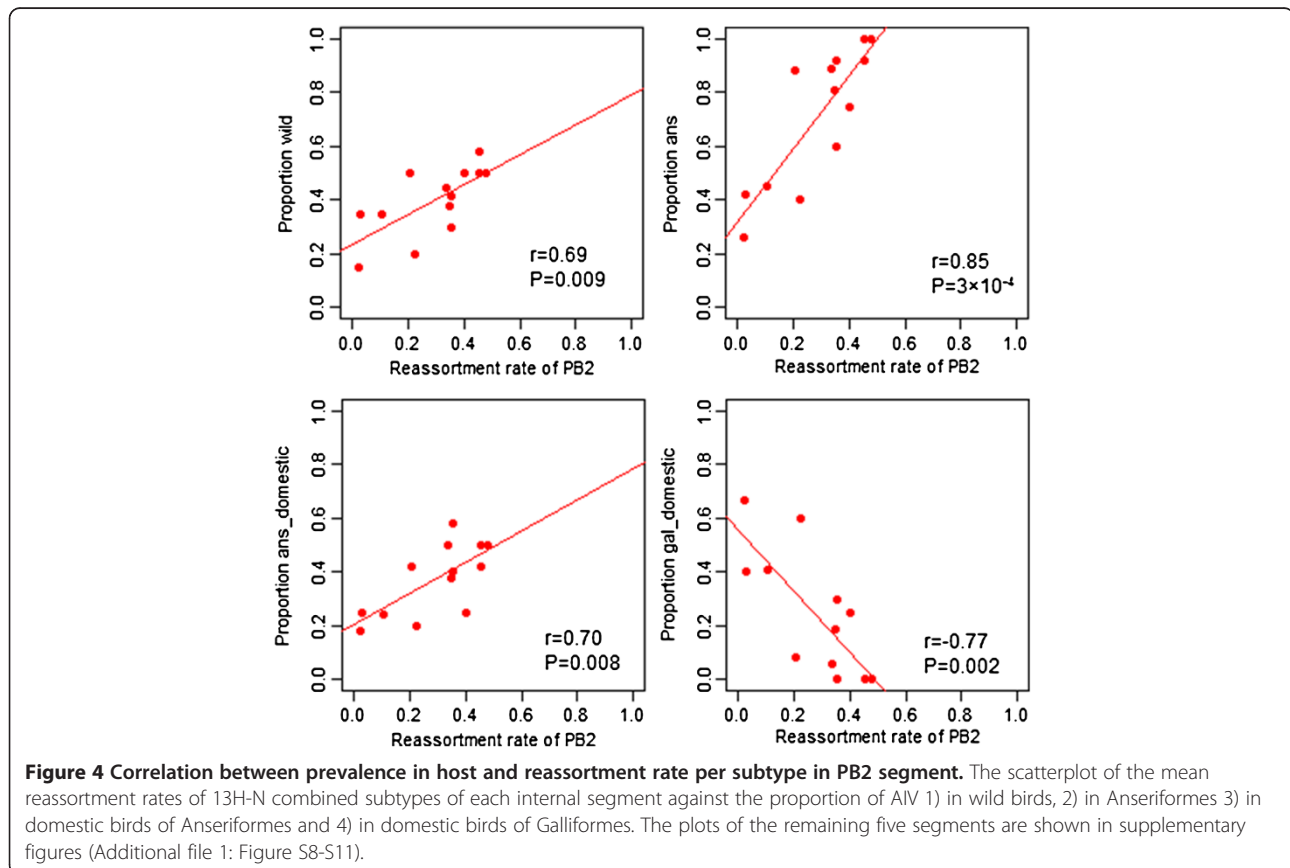 1.0
0.8
0.6
0.4
0.2
0.0
Proportion wild
r=0.69
P=0.009
0.0 0.2 0.4 0.6 0.8 1.0
Reassortment rate of PB2
1.0
0.8
0.6
0.4
0.2
0.0
Proportion ans
r=0.85
P=3×10⁻⁴
0.0 0.2 0.4 0.6 0.8 1.0
Reassortment rate of PB2
1.0
0.8
0.6
0.4
0.2
0.0
Proportion ans_domestic
r=0.70
P=0.008
0.0 0.2 0.4 0.6 0.8 1.0
Reassortment rate of PB2
1.0
0.8
0.6
0.4
0.2
0.0
Proportion gal_domestic
r=-0.77
P=0.002
0.0 0.2 0.4 0.6 0.8 1.0
Reassortment rate of PB2
Figure 4 Correlation between prevalence in host and reassortment rate per subtype in PB2 segment. The scatterplot of the mean
reassortment rates of 13H-N combined subtypes of each internal segment against the proportion of AIV 1) in wild birds, 2) in Anseriformes 3) in
domestic birds of Anseriformes and 4) in domestic birds of Galliformes. The plots of the remaining five segments are shown in supplementary
figures (Additional file 1: Figure S8-S11).